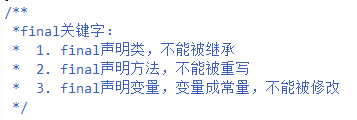 /**
*final关键字:
* 1. final声明类，不能被继承
* 2. final声明方法，不能被重写
* 3. final声明变量，变量成常量，不能被修改
*/